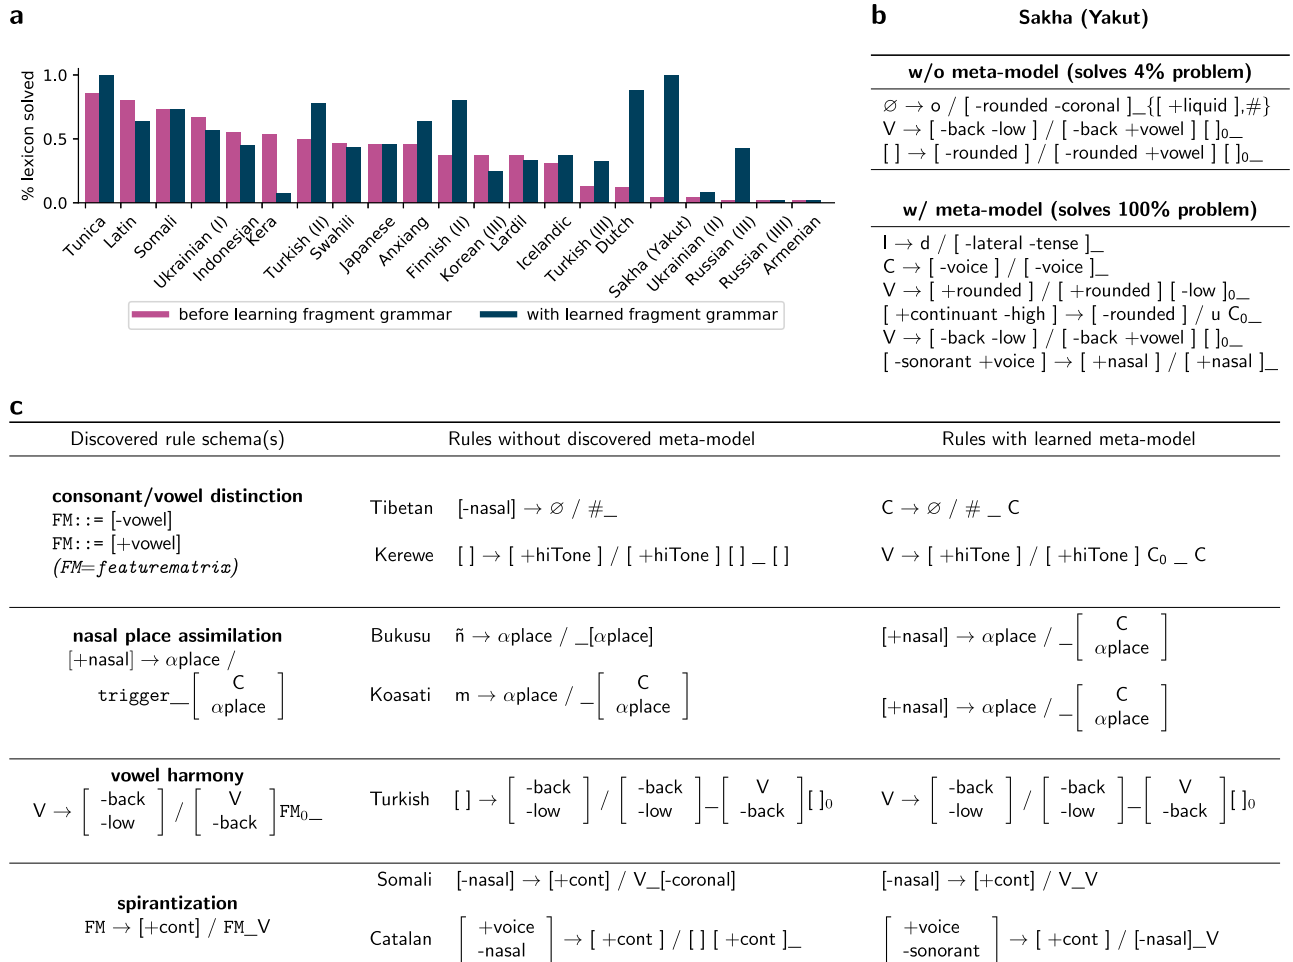 a
% lexicon solved
1.0
0.5
0.0
Tunica
Latin
Somali
Ukrainian (I)
Indonesian
Kera
Turkish (II)
Swahili
Japanese
Anxiang
Finnish (II)
Korean (III)
Lardil
Icelandic
Turkish (III)
Dutch
Sakha (Yakut)
Ukrainian (II)
Russian (III)
Russian (IIII)
Armenian
before learning fragment grammar
with learned fragment grammar
b
Sakha (Yakut)
w/o meta-model (solves 4% problem)
∅ → o / [ -rounded -coronal ]_{[ +liquid ],#}
V → [ -back -low ] / [ -back +vowel ] [ ]₀_
[ ] → [ -rounded ] / [ -rounded +vowel ] [ ]₀_
w/ meta-model (solves 100% problem)
l → d / [ -lateral -tense ]_
C → [ -voice ] / [ -voice ]_
V → [ +rounded ] / [ +rounded ] [ -low ]₀_
[ +continuant -high ] → [ -rounded ] / u C₀_
V → [ -back -low ] / [ -back +vowel ] [ ]₀_
[ -sonorant +voice ] → [ +nasal ] / [ +nasal ]_
c
Discovered rule schema(s)
Rules without discovered meta-model
Rules with learned meta-model
consonant/vowel distinction
FM::= [-vowel]
FM::= [+vowel]
(FM=featurematrix)
Tibetan [-nasal] → ∅ / #_
C → ∅ / # _ C
Kerewe [ ] → [ +hiTone ] / [ +hiTone ] [ ] _ [ ]
V → [ +hiTone ] / [ +hiTone ] C₀ _ C
nasal place assimilation
[+nasal] → αplace /
trigger_[ C
αplace ]
Bukusu ñ̃ → αplace / _[αplace]
[+nasal] → αplace / _[ C
αplace ]
Koasati m → αplace / _[ C
αplace ]
[+nasal] → αplace / _[ C
αplace ]
vowel harmony
V → [ -back / [ V
-low ] -back ] FM₀_
Turkish [ ] → [ -back / [ -back _ [ V
-low ] -low ] -back ] [ ]₀
V → [ -back / [ -back _ [ V
-low ] -low ] -back ] [ ]₀
spirantization
FM → [+cont] / FM_V
Somali [-nasal] → [+cont] / V_[-coronal]
[-nasal] → [+cont] / V_V
Catalan [ +voice
-nasal ] → [ +cont ] / [ ] [ +cont ]_
[ +voice
-sonorant ] → [ +cont ] / [-nasal]_V